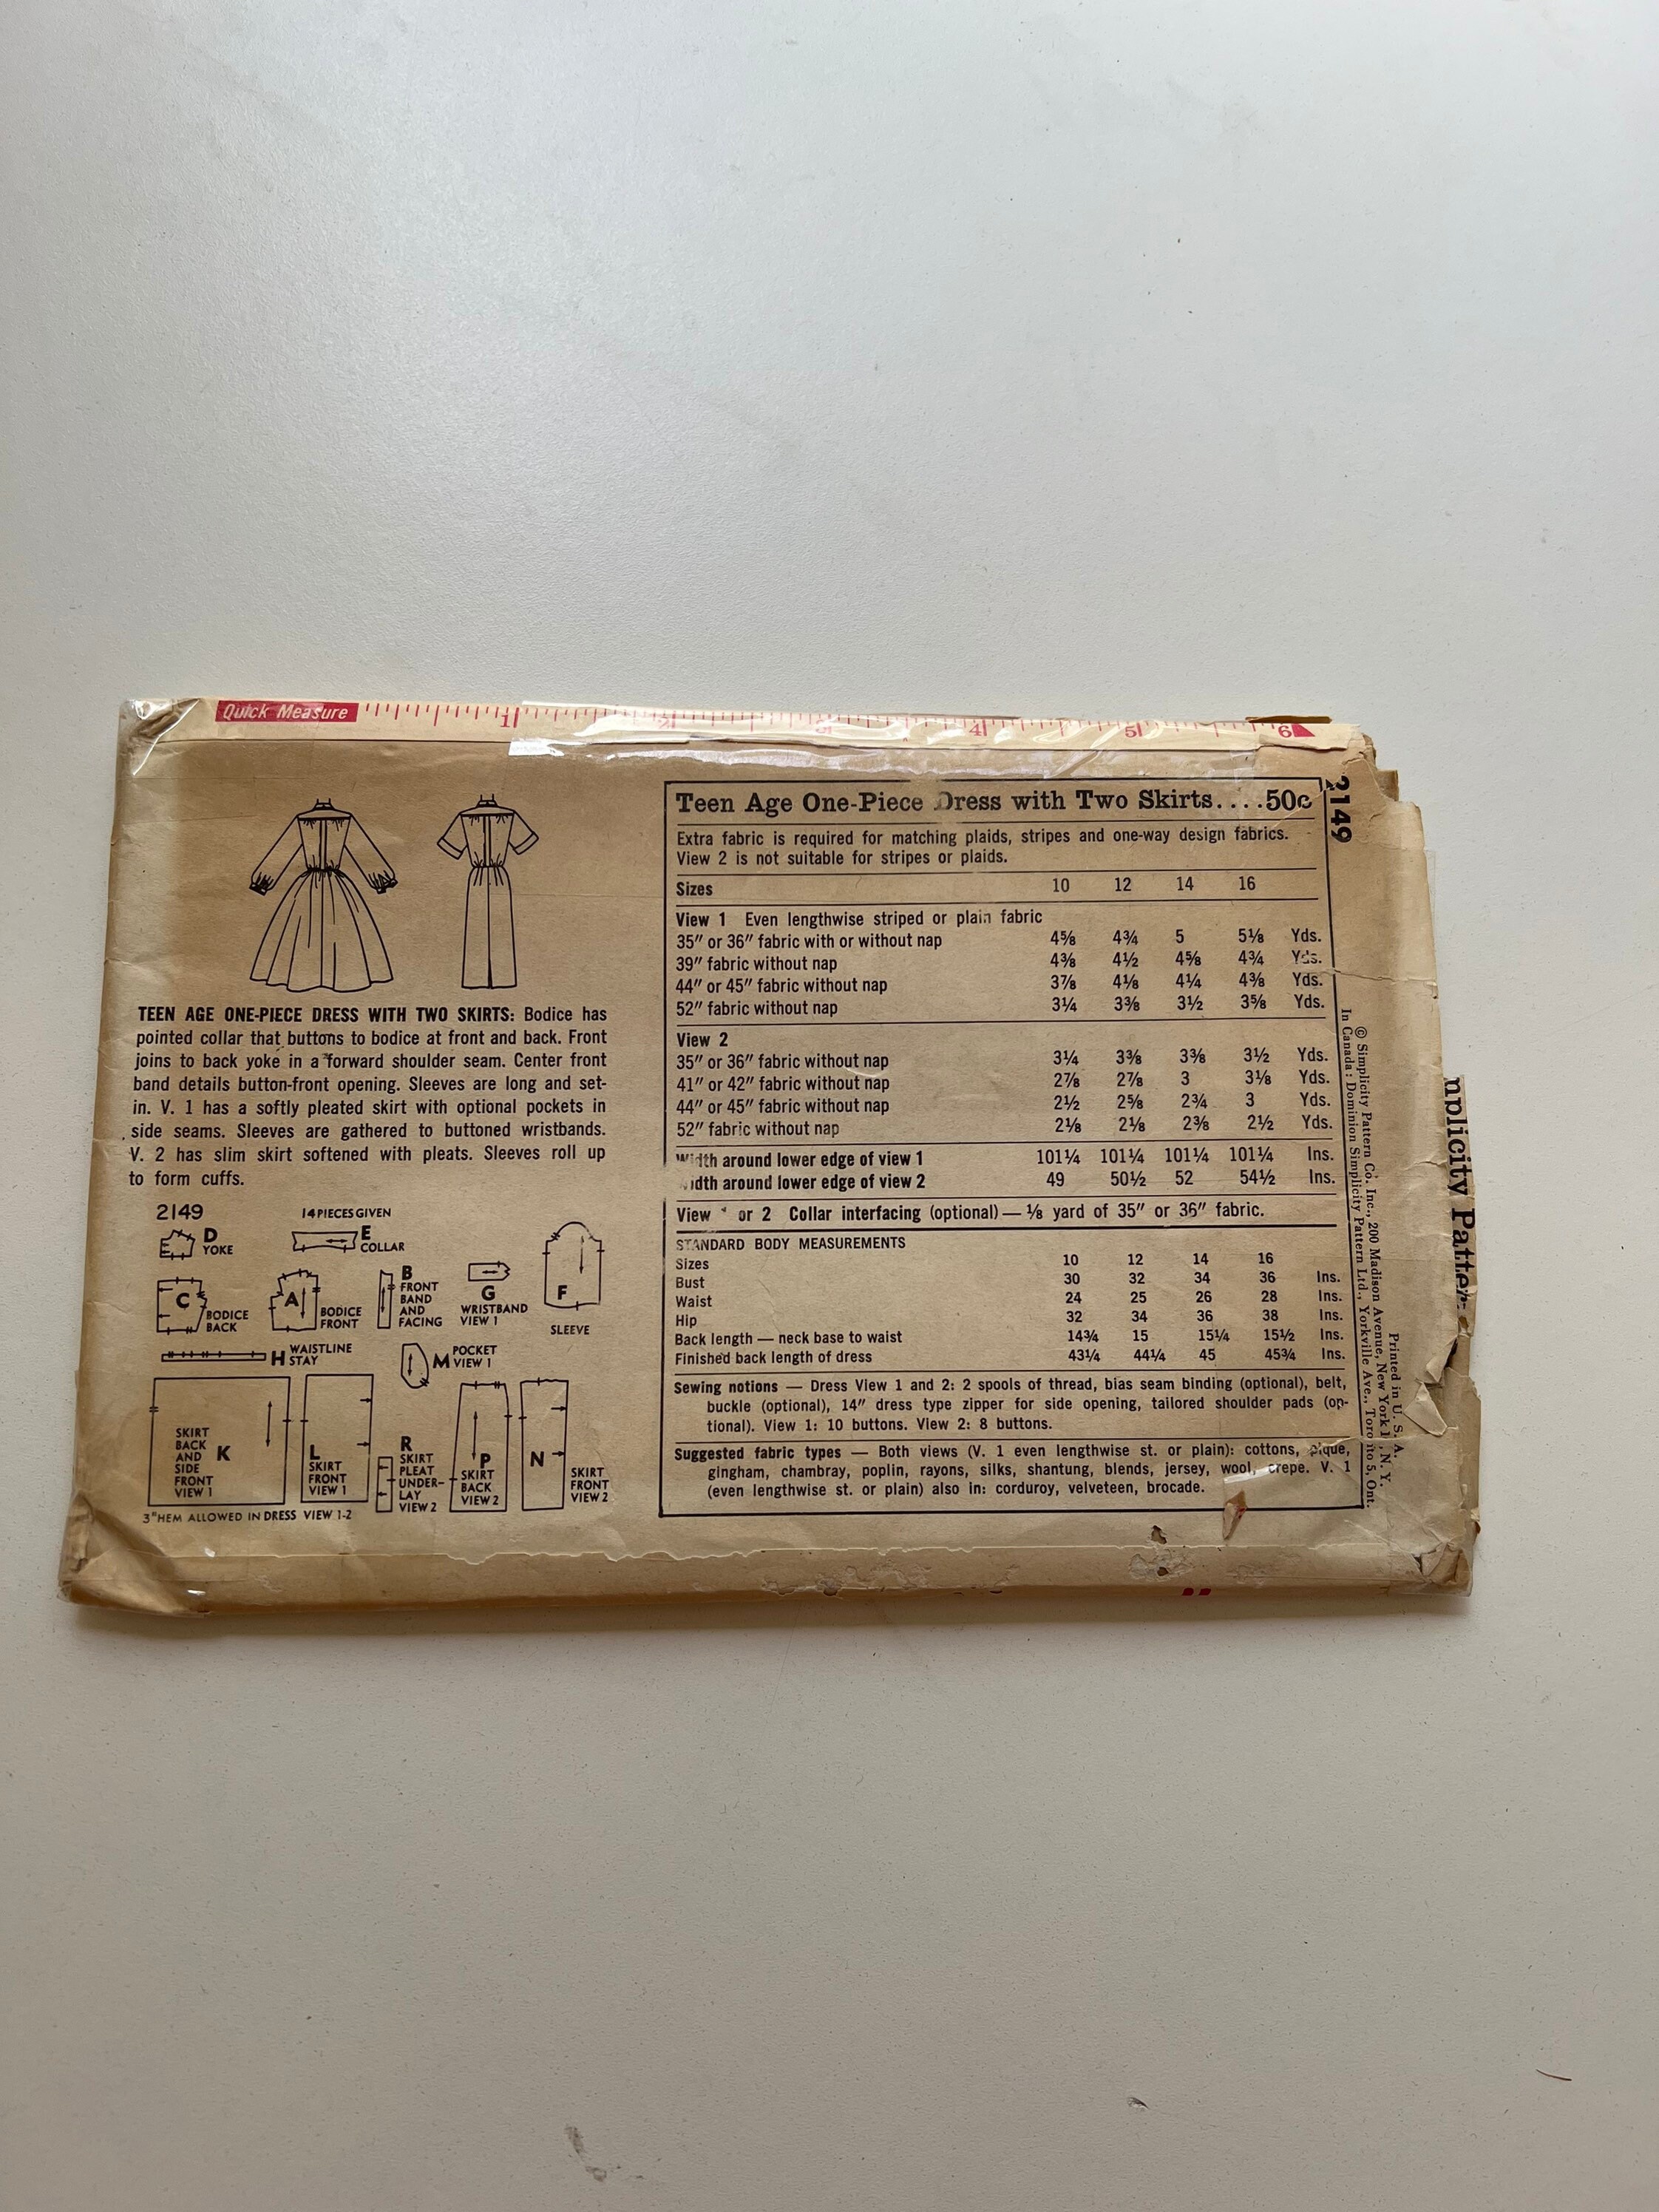 Quick Measure 1 2 3 4 5 6
TEEN AGE ONE-PIECE DRESS WITH TWO SKIRTS: Bodice has
pointed collar that buttons to bodice at front and back. Front
joins to back yoke in a forward shoulder seam. Center front
band details button-front opening. Sleeves are long and set-
in. V. 1 has a softly pleated skirt with optional pockets in
side seams. Sleeves are gathered to buttoned wristbands.
V. 2 has slim skirt softened with pleats. Sleeves roll up
to form cuffs.
2149
14 PIECES GIVEN
D
YOKE
E
COLLAR
C
BODICE
BACK
A
BODICE
FRONT
B
FRONT
BAND
AND
FACING
G
WRISTBAND
VIEW 1
F
SLEEVE
H WAISTLINE
STAY
M POCKET
VIEW 1
SKIRT
BACK
AND
SIDE
FRONT
VIEW 1
K
L
SKIRT
FRONT
VIEW 1
R
SKIRT
PLEAT
UNDER-
LAY
VIEW 2
P
SKIRT
BACK
VIEW 2
N
SKIRT
FRONT
VIEW 2
3" HEM ALLOWED IN DRESS VIEW 1-2
Teen Age One-Piece Dress with Two Skirts....50c
Extra fabric is required for matching plaids, stripes and one-way design fabrics.
View 2 is not suitable for stripes or plaids.
Sizes 10 12 14 16
View 1 Even lengthwise striped or plain fabric
35" or 36" fabric with or without nap 4⅝ 4¾ 5 5⅛ Yds.
39" fabric without nap 4⅜ 4½ 4⅝ 4¾ Yds.
44" or 45" fabric without nap 3⅞ 4⅛ 4¼ 4⅜ Yds.
52" fabric without nap 3¼ 3⅜ 3½ 3⅝ Yds.
View 2
35" or 36" fabric without nap 3¼ 3⅜ 3⅜ 3½ Yds.
41" or 42" fabric without nap 2⅞ 2⅞ 3 3⅛ Yds.
44" or 45" fabric without nap 2½ 2⅝ 2¾ 3 Yds.
52" fabric without nap 2⅛ 2⅛ 2⅜ 2½ Yds.
Width around lower edge of view 1 101¼ 101¼ 101¼ 101¼ Ins.
Width around lower edge of view 2 49 50½ 52 54½ Ins.
View or 2 Collar interfacing (optional) — ⅛ yard of 35" or 36" fabric.
STANDARD BODY MEASUREMENTS
Sizes 10 12 14 16
Bust 30 32 34 36 Ins.
Waist 24 25 26 28 Ins.
Hip 32 34 36 38 Ins.
Back length — neck base to waist 14¾ 15 15¼ 15½ Ins.
Finished back length of dress 43¼ 44¼ 45 45¾ Ins.
Sewing notions — Dress View 1 and 2: 2 spools of thread, bias seam binding (optional), belt,
buckle (optional), 14" dress type zipper for side opening, tailored shoulder pads (op-
tional). View 1: 10 buttons. View 2: 8 buttons.
Suggested fabric types — Both views (V. 1 even lengthwise st. or plain): cottons, pique,
gingham, chambray, poplin, rayons, silks, shantung, blends, jersey, wool, crepe. V. 1
(even lengthwise st. or plain) also in: corduroy, velveteen, brocade.
2149
Printed in U. S. A.
© Simplicity Pattern Co. Inc., 200 Madison Avenue, New York 1, N. Y.
In Canada: Dominion Simplicity Pattern Ltd., Yorkville Ave., Toronto 5, Ont.
mplicity Patter